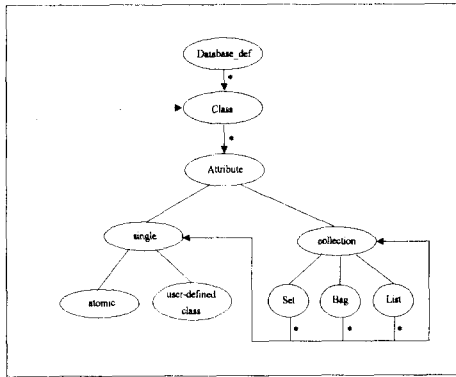 Database_def
*
Class
*
Attribute
single
collection
atomic
user-defined
class
Set
Bag
List
*
*
*